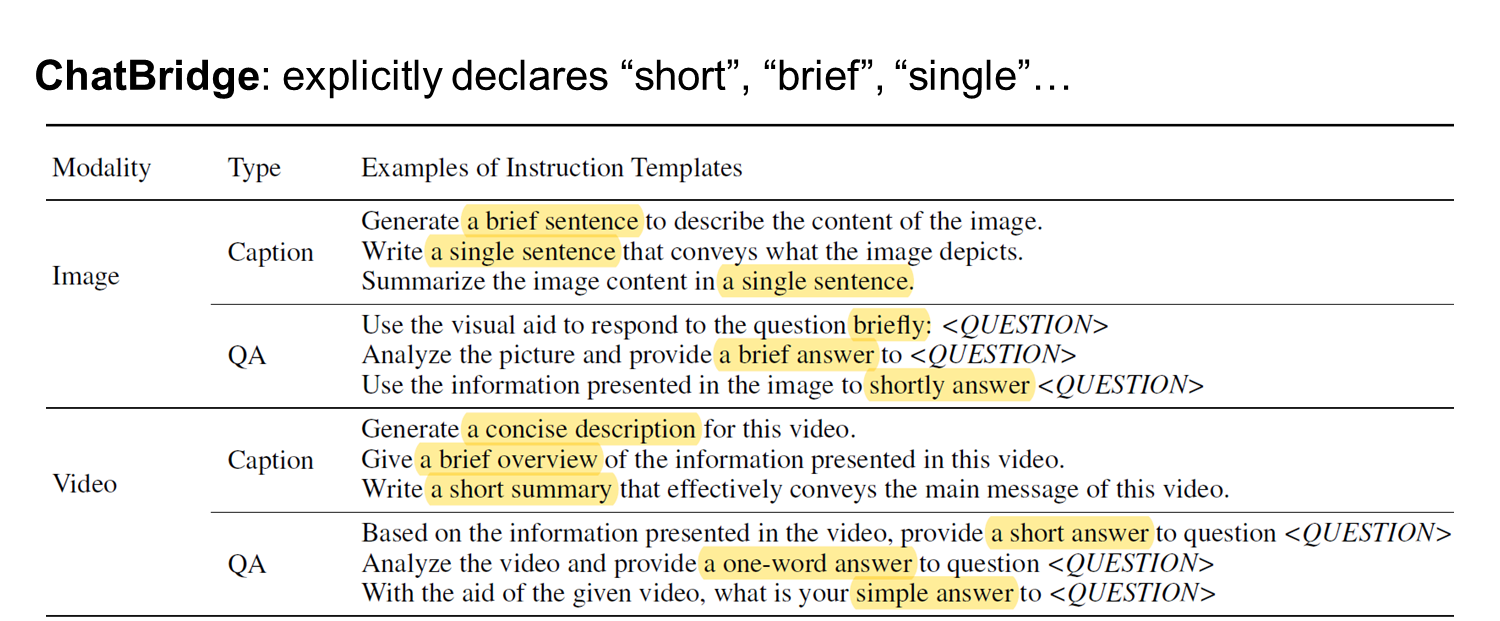 ChatBridge: explicitly declares “short”, “brief”, “single”…
Modality Type Examples of Instruction Templates
Image
Caption
Generate a brief sentence to describe the content of the image.
Write a single sentence that conveys what the image depicts.
Summarize the image content in a single sentence.
QA
Use the visual aid to respond to the question briefly: <QUESTION>
Analyze the picture and provide a brief answer to <QUESTION>
Use the information presented in the image to shortly answer <QUESTION>
Video
Caption
Generate a concise description for this video.
Give a brief overview of the information presented in this video.
Write a short summary that effectively conveys the main message of this video.
QA
Based on the information presented in the video, provide a short answer to question <QUESTION>
Analyze the video and provide a one-word answer to question <QUESTION>
With the aid of the given video, what is your simple answer to <QUESTION>